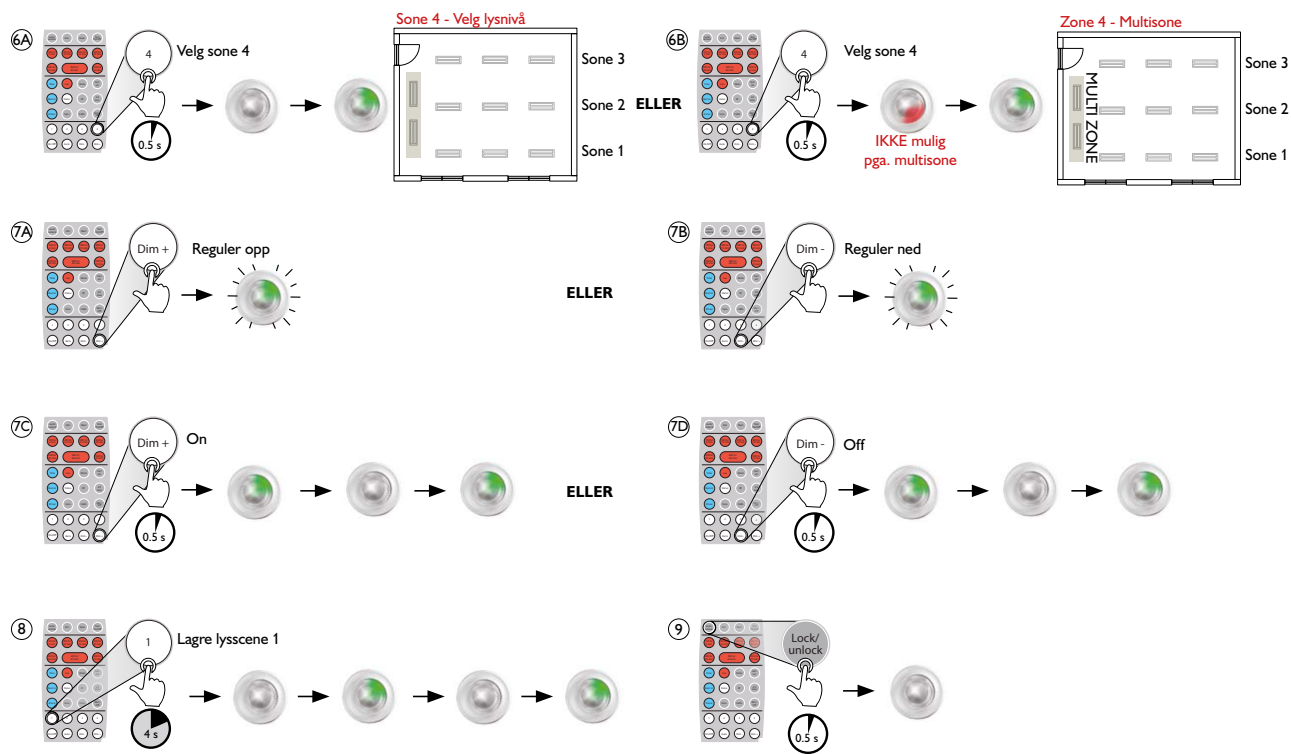 Sone 4 - Velg lysnivå
6A
4
Velg sone 4
0.5 s
Sone 3
Sone 2
Sone 1
ELLER
Zone 4 - Multisone
6B
4
Velg sone 4
0.5 s
IKKE mulig
pga. multisone
MULTI ZONE
Sone 3
Sone 2
Sone 1
7A
Dim +
Reguler opp
ELLER
7B
Dim -
Reguler ned
7C
Dim +
On
0.5 s
ELLER
7D
Dim -
Off
0.5 s
8
1
Lagre lysscene 1
4 s
9
Lock/
unlock
0.5 s